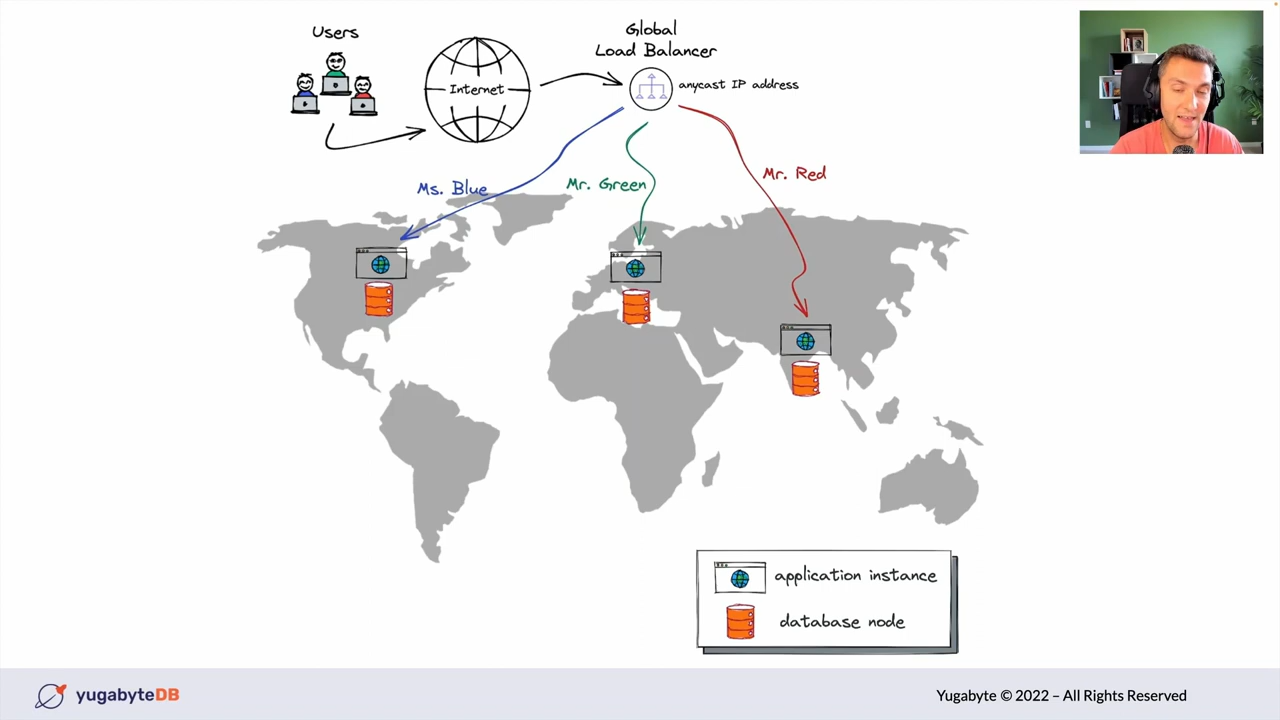 Users
Global
Load Balancer
Internet
anycast IP address
Ms. Blue
Mr. Green
Mr. Red
application instance
database node
yugabyteDB
Yugabyte © 2022 – All Rights Reserved